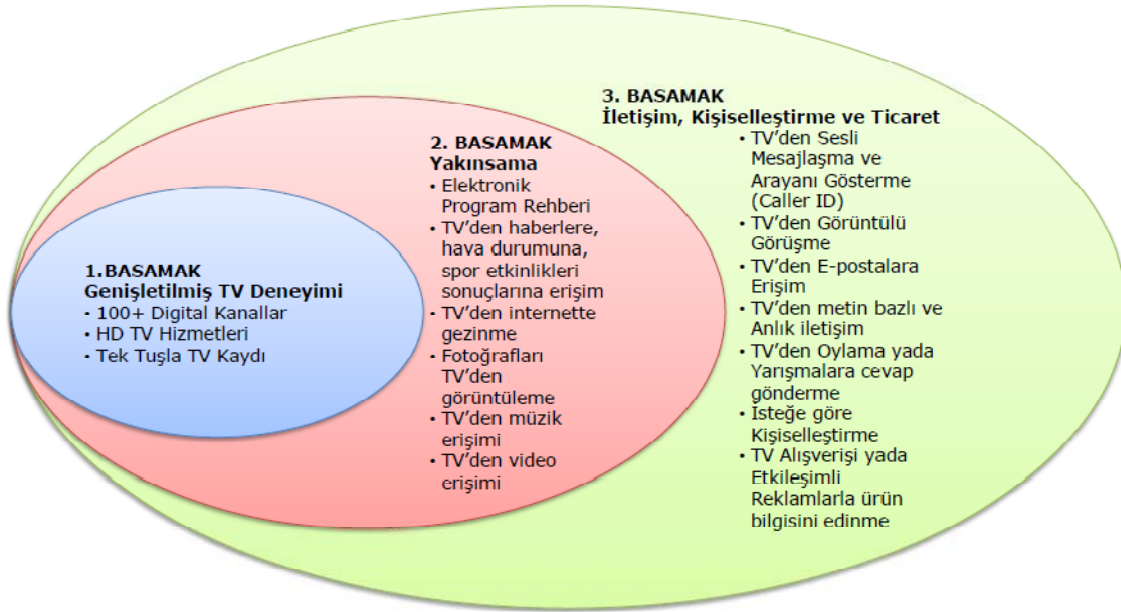 1.BASAMAK
Genişletilmiş TV Deneyimi
• 100+ Digital Kanallar
• HD TV Hizmetleri
• Tek Tuşla TV Kaydı
2. BASAMAK
Yakınsama
• Elektronik
Program Rehberi
• TV’den haberlere,
hava durumuna,
spor etkinlikleri
sonuçlarına erişim
• TV’den internette
gezinme
• Fotoğrafları
TV’den
görüntüleme
• TV’den müzik
erişimi
• TV’den video
erişimi
3. BASAMAK
İletişim, Kişiselleştirme ve Ticaret
• TV’den Sesli
Mesajlaşma ve
Arayanı Gösterme
(Caller ID)
• TV’den Görüntülü
Görüşme
• TV’den E-postalara
Erişim
• TV’den metin bazlı ve
Anlık iletişim
• TV’den Oylama yada
Yarışmalara cevap
gönderme
• İsteğe göre
Kişiselleştirme
• TV Alışverişi yada
Etkileşimli
Reklamlarla ürün
bilgisini edinme